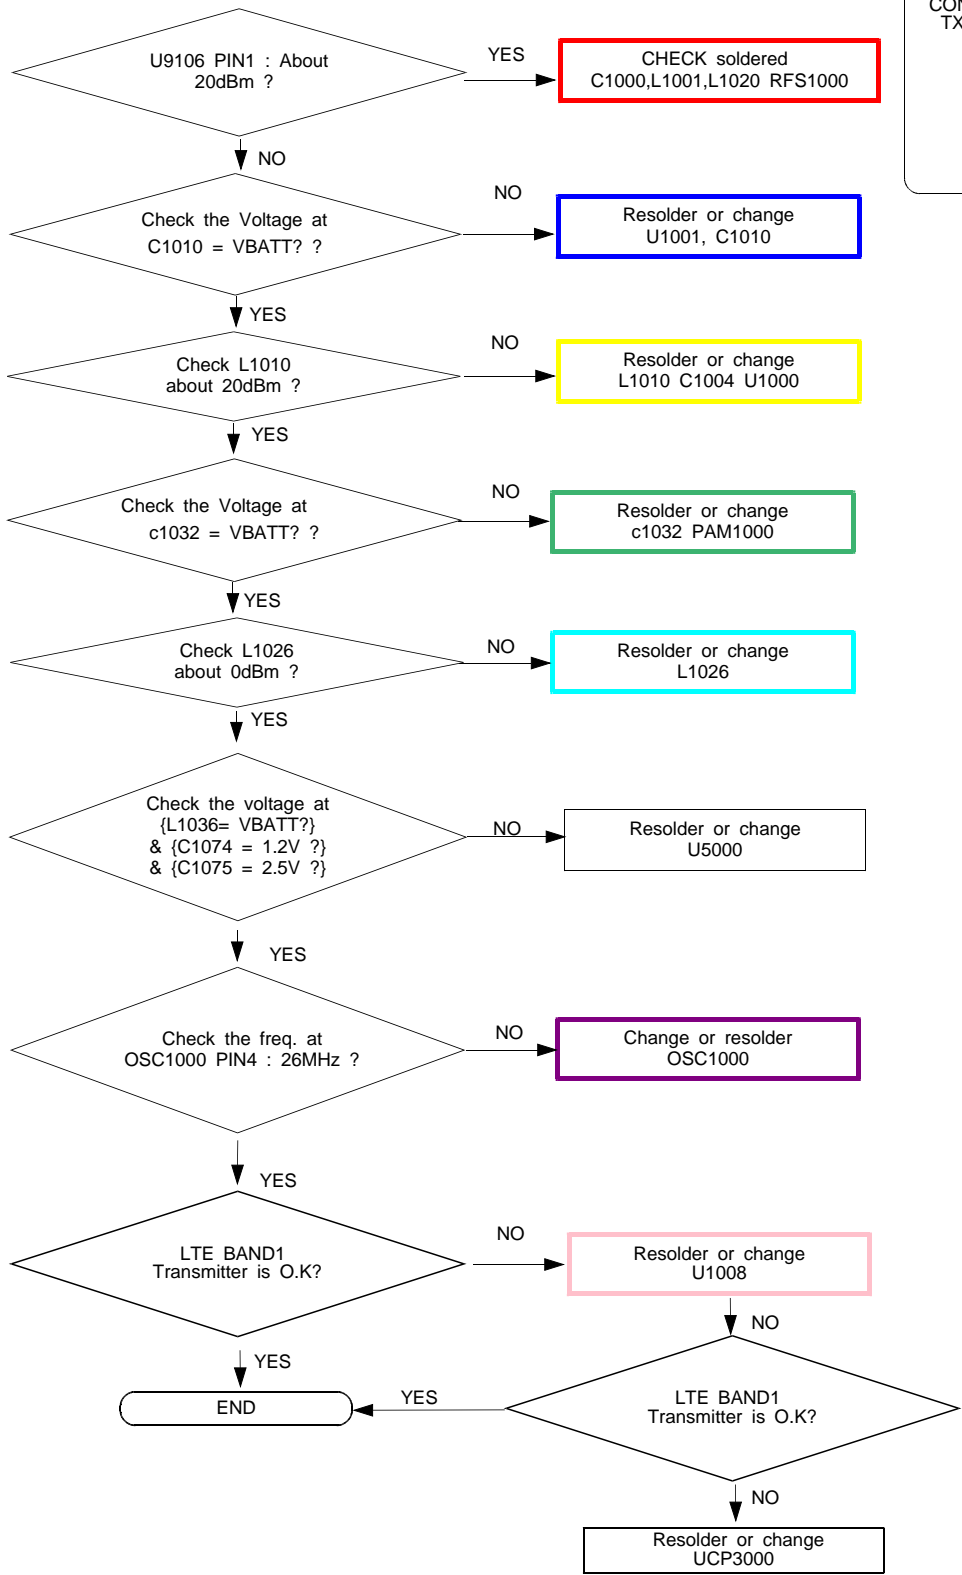 CON
TX
U9106 PIN1 : About
20dBm ?
YES
CHECK soldered
C1000,L1001,L1020 RFS1000
NO
Check the Voltage at
C1010 = VBATT? ?
NO
Resolder or change
U1001, C1010
YES
Check L1010
about 20dBm ?
NO
Resolder or change
L1010 C1004 U1000
YES
Check the Voltage at
c1032 = VBATT? ?
NO
Resolder or change
c1032 PAM1000
YES
Check L1026
about 0dBm ?
NO
Resolder or change
L1026
YES
Check the voltage at
{L1036= VBATT?}
& {C1074 = 1.2V ?}
& {C1075 = 2.5V ?}
NO
Resolder or change
U5000
YES
Check the freq. at
OSC1000 PIN4 : 26MHz ?
NO
Change or resolder
OSC1000
YES
LTE BAND1
Transmitter is O.K?
NO
Resolder or change
U1008
NO
YES
END
YES
LTE BAND1
Transmitter is O.K?
NO
Resolder or change
UCP3000